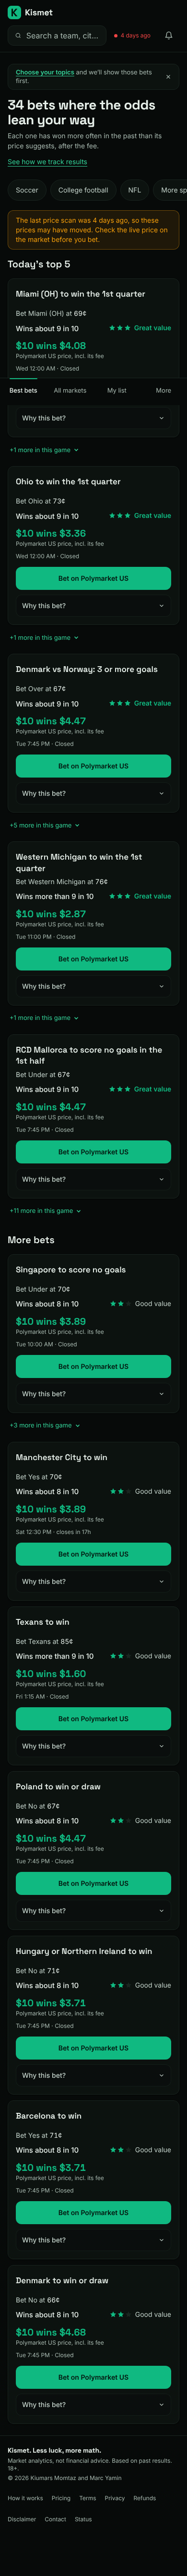 Kismet
Search a team, cit...
4 days ago
Choose your topics and we'll show those bets
first.
34 bets where the odds
lean your way
Each one has won more often in the past than its
price suggests, after the fee.
See how we track results
Soccer
College football
NFL
More sp
The last price scan was 4 days ago, so these
prices may have moved. Check the live price on
the market before you bet.
Today's top 5
Miami (OH) to win the 1st quarter
Bet Miami (OH) at 69¢
Wins about 9 in 10
Great value
$10 wins $4.08
Polymarket US price, incl. its fee
Wed 12:00 AM · Closed
Best bets
All markets
My list
More
Why this bet?
+1 more in this game
Ohio to win the 1st quarter
Bet Ohio at 73¢
Wins about 9 in 10
Great value
$10 wins $3.36
Polymarket US price, incl. its fee
Wed 12:00 AM · Closed
Bet on Polymarket US
Why this bet?
+1 more in this game
Denmark vs Norway: 3 or more goals
Bet Over at 67¢
Wins about 9 in 10
Great value
$10 wins $4.47
Polymarket US price, incl. its fee
Tue 7:45 PM · Closed
Bet on Polymarket US
Why this bet?
+5 more in this game
Western Michigan to win the 1st
quarter
Bet Western Michigan at 76¢
Wins more than 9 in 10
Great value
$10 wins $2.87
Polymarket US price, incl. its fee
Tue 11:00 PM · Closed
Bet on Polymarket US
Why this bet?
+1 more in this game
RCD Mallorca to score no goals in the
1st half
Bet Under at 67¢
Wins about 9 in 10
Great value
$10 wins $4.47
Polymarket US price, incl. its fee
Tue 7:45 PM · Closed
Bet on Polymarket US
Why this bet?
+11 more in this game
More bets
Singapore to score no goals
Bet Under at 70¢
Wins about 8 in 10
Good value
$10 wins $3.89
Polymarket US price, incl. its fee
Tue 10:00 AM · Closed
Bet on Polymarket US
Why this bet?
+3 more in this game
Manchester City to win
Bet Yes at 70¢
Wins about 8 in 10
Good value
$10 wins $3.89
Polymarket US price, incl. its fee
Sat 12:30 PM · closes in 17h
Bet on Polymarket US
Why this bet?
Texans to win
Bet Texans at 85¢
Wins more than 9 in 10
Good value
$10 wins $1.60
Polymarket US price, incl. its fee
Fri 1:15 AM · Closed
Bet on Polymarket US
Why this bet?
Poland to win or draw
Bet No at 67¢
Wins about 8 in 10
Good value
$10 wins $4.47
Polymarket US price, incl. its fee
Tue 7:45 PM · Closed
Bet on Polymarket US
Why this bet?
Hungary or Northern Ireland to win
Bet No at 71¢
Wins about 8 in 10
Good value
$10 wins $3.71
Polymarket US price, incl. its fee
Tue 7:45 PM · Closed
Bet on Polymarket US
Why this bet?
Barcelona to win
Bet Yes at 71¢
Wins about 8 in 10
Good value
$10 wins $3.71
Polymarket US price, incl. its fee
Tue 7:45 PM · Closed
Bet on Polymarket US
Why this bet?
Denmark to win or draw
Bet No at 66¢
Wins about 8 in 10
Good value
$10 wins $4.68
Polymarket US price, incl. its fee
Tue 7:45 PM · Closed
Bet on Polymarket US
Why this bet?
Kismet. Less luck, more math.
Market analytics, not financial advice. Based on past results.
18+.
© 2026 Kiumars Momtaz and Marc Yamin
How it works
Pricing
Terms
Privacy
Refunds
Disclaimer
Contact
Status